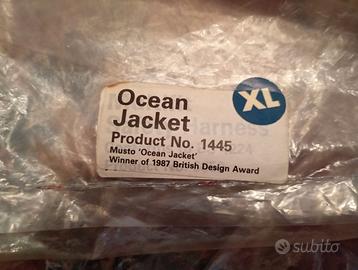 Ocean
Jacket
XL
Product No. 1445
Musto 'Ocean Jacket'
Winner of 1987 British Design Award
subito